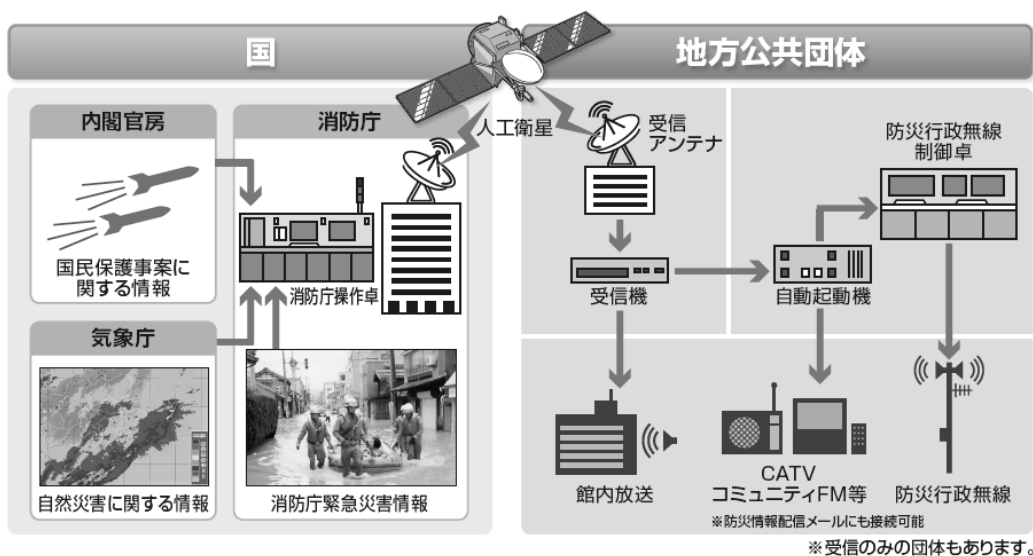 国
地方公共団体
内閣官房
国民保護事案に
関する情報
気象庁
自然災害に関する情報
消防庁
消防庁操作卓
消防庁緊急災害情報
人工衛星
受信
アンテナ
受信機
自動起動機
防災行政無線
制御卓
館内放送
CATV
コミュニティFM等
※防災情報配信メールにも接続可能
防災行政無線
※受信のみの団体もあります。